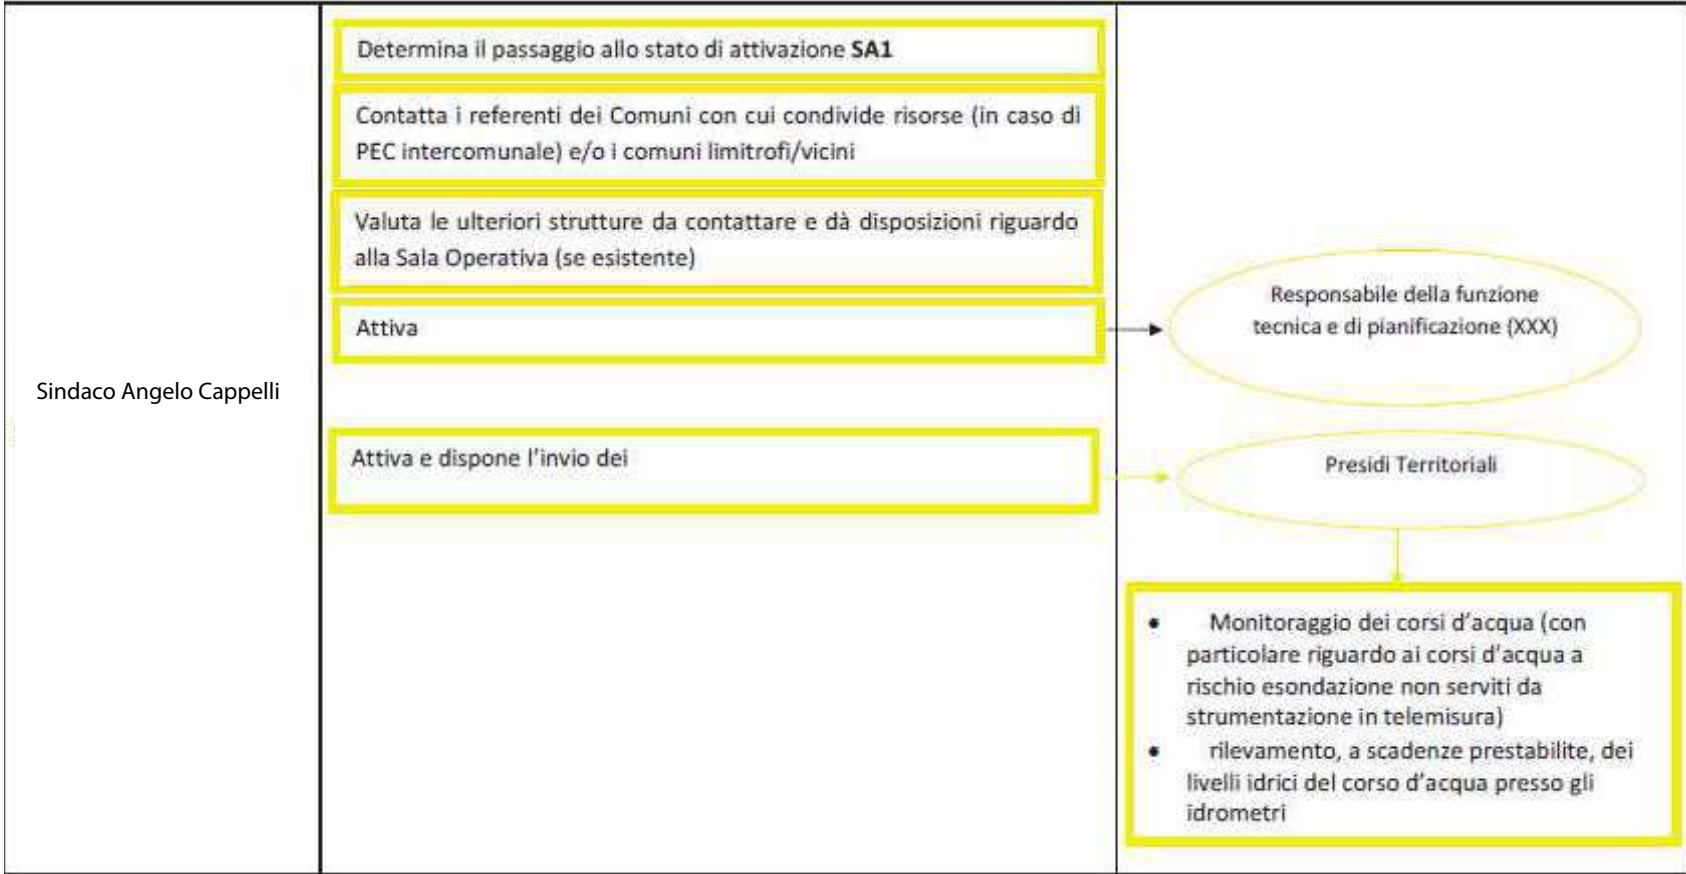 Sindaco Angelo Cappelli
Determina il passaggio allo stato di attivazione SA1
Contatta i referenti dei Comuni con cui condivide risorse (in caso di
PEC intercomunale) e/o i comuni limitrofi/vicini
Valuta le ulteriori strutture da contattare e dà disposizioni riguardo
alla Sala Operativa (se esistente)
Attiva
Responsabile della funzione
tecnica e di pianificazione (XXX)
Attiva e dispone l'invio dei
Presidi Territoriali
• Monitoraggio dei corsi d'acqua (con
particolare riguardo ai corsi d'acqua a
rischio esondazione non serviti da
strumentazione in telemisura)
• rilevamento, a scadenze prestabilite, dei
livelli idrici del corso d'acqua presso gli
idrometri